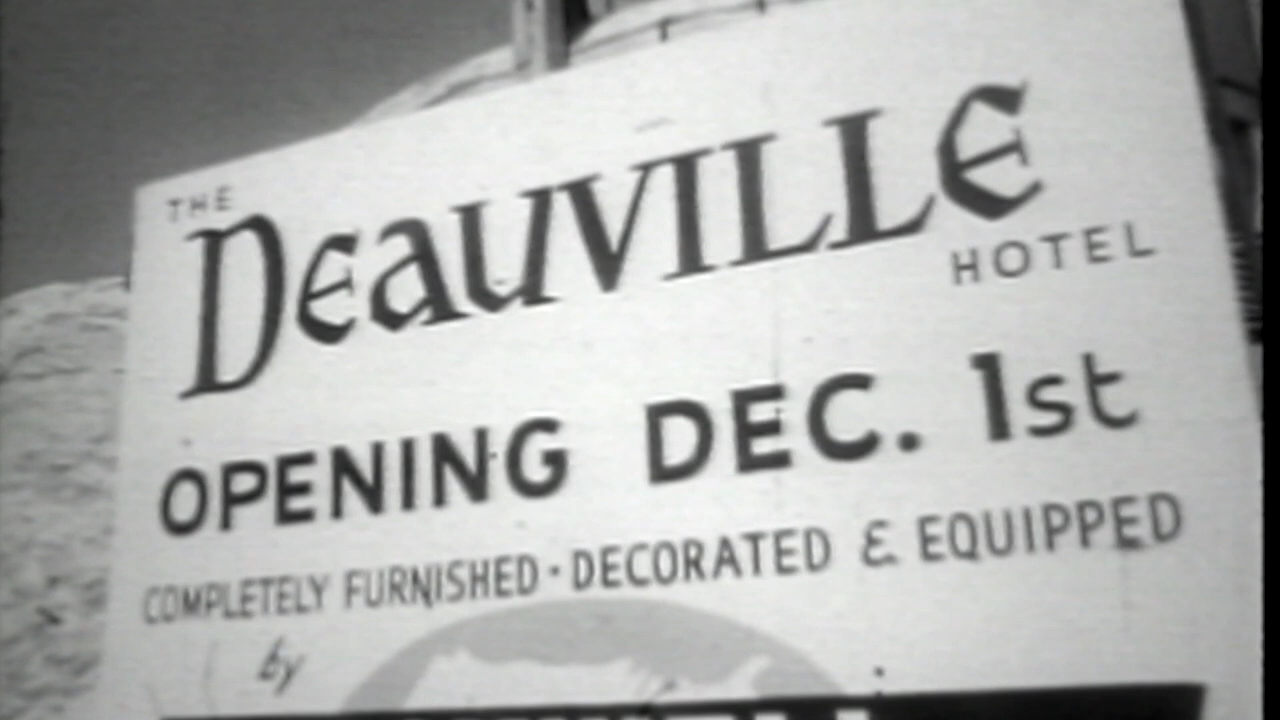 THE
DEAUVILLE
HOTEL
OPENING DEC. 1st
COMPLETELY FURNISHED · DECORATED & EQUIPPED
by